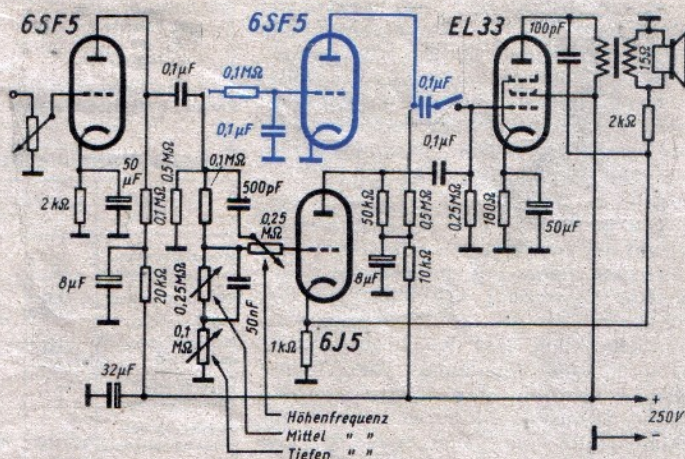 6SF5
6SF5
EL33
100pF
0,1µF
0,1MΩ
0,1µF
15Ω
0,1µF
0,1µF
2kΩ
50 µF
0,1MΩ
0,5MΩ
0,1MΩ
500pF
0,25 MΩ
50kΩ
0,5MΩ
0,25MΩ
180Ω
50µF
2kΩ
8µF
20kΩ
0,25MΩ
50nF
8µF
10kΩ
0,1 MΩ
1kΩ
6J5
32µF
+
250V
−
Höhenfrequenz
Mittel " "
Tiefen " "